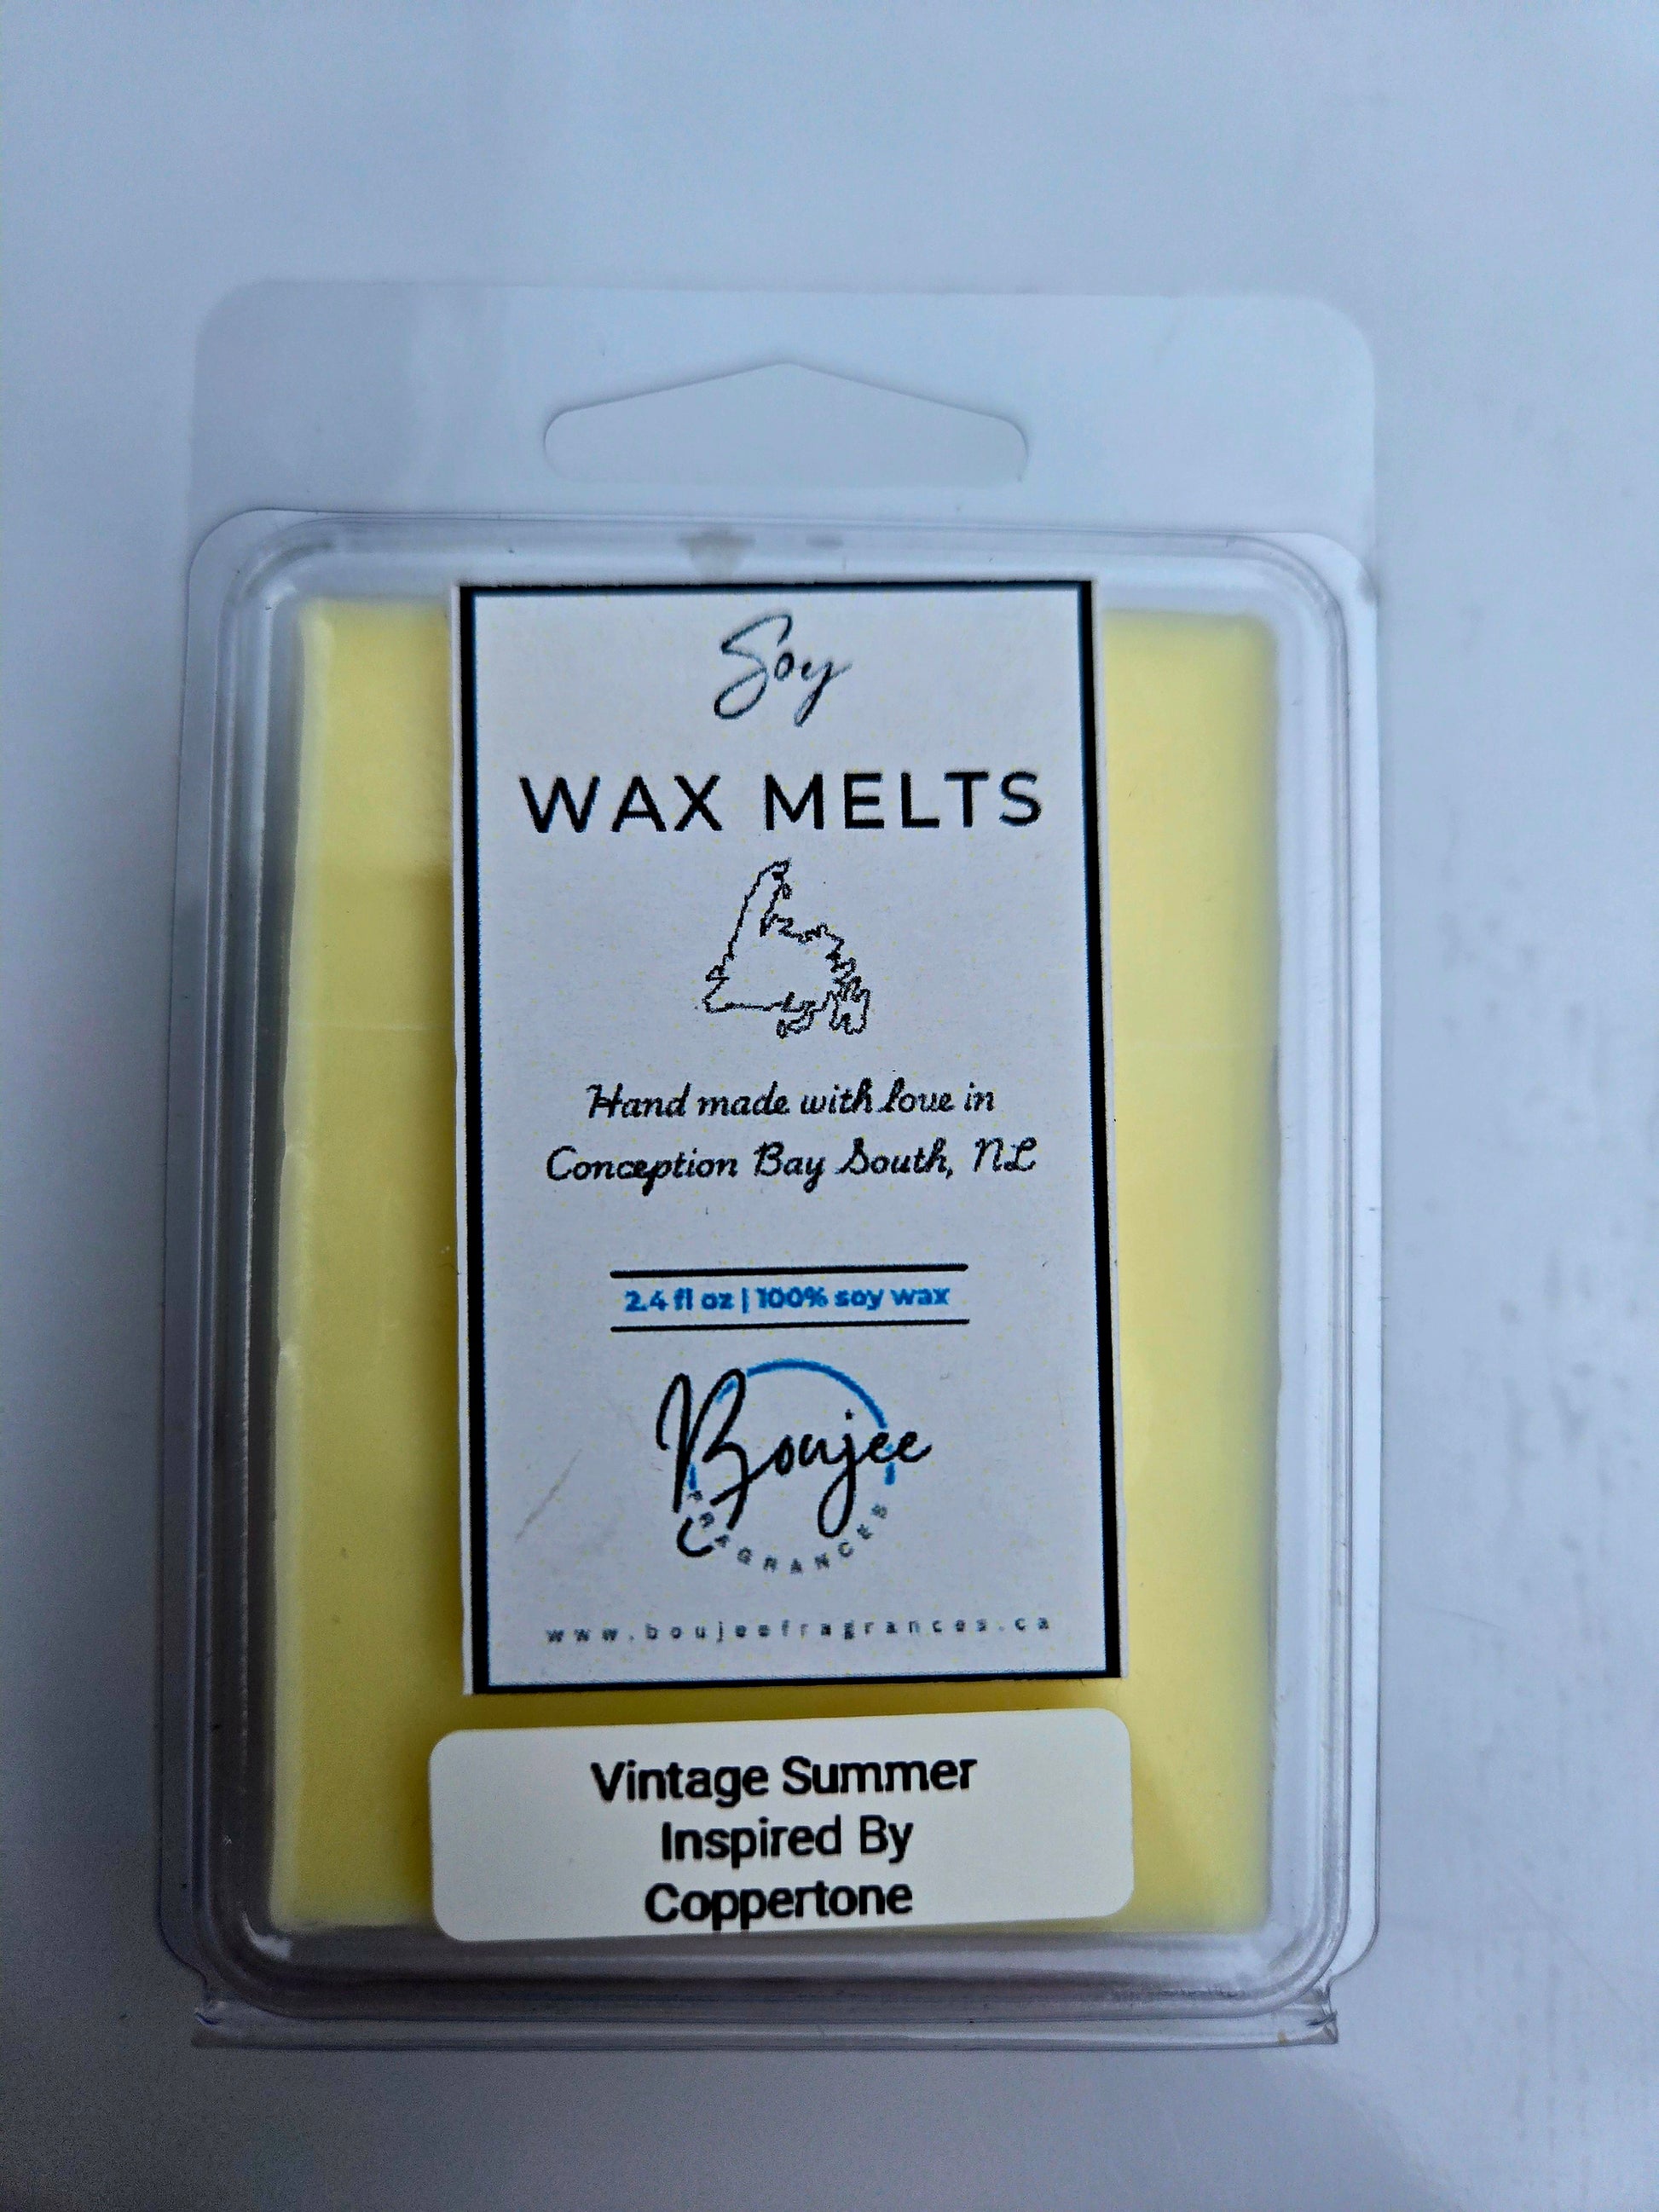 Soy
WAX MELTS
Hand made with love in
Conception Bay South, NL
2.4 fl oz | 100% soy wax
Boujee
FRAGRANCES
www.boujeefragrances.ca
Vintage Summer
Inspired By
Coppertone